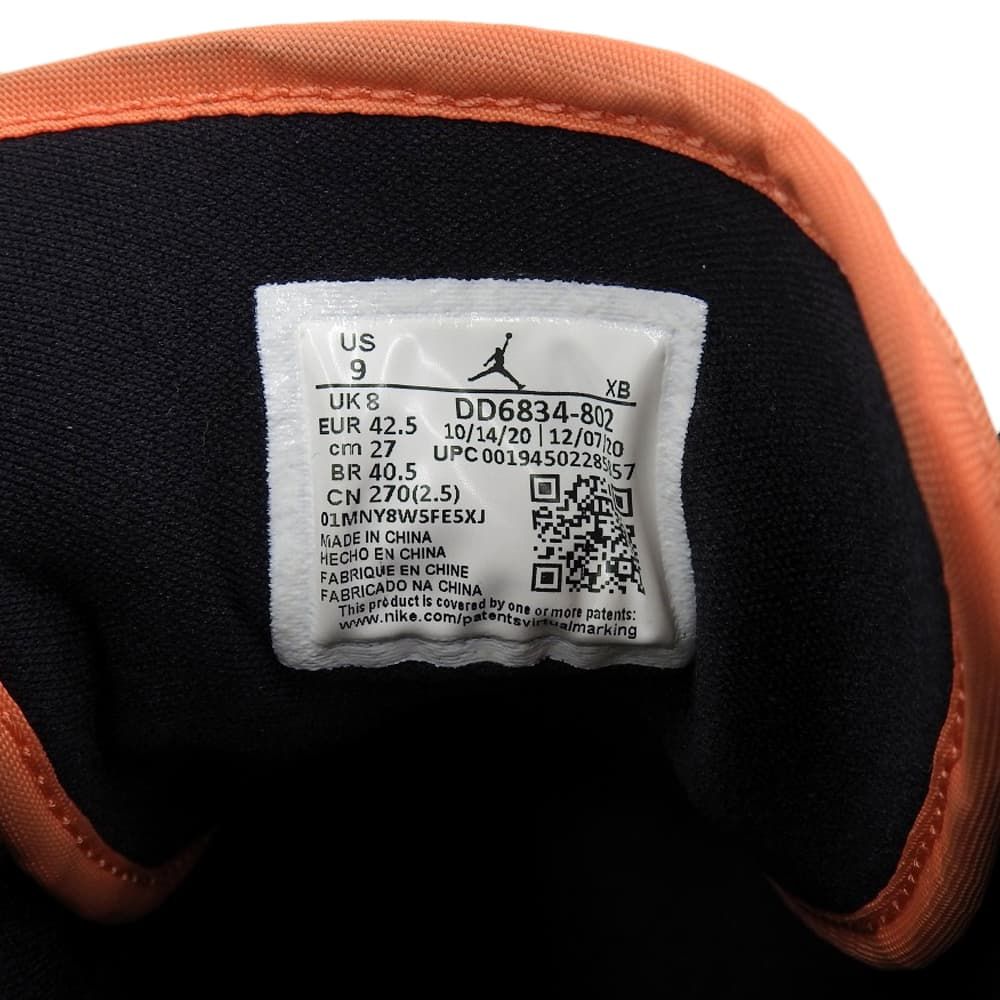 US
9
XB
UK 8
EUR 42.5
cm 27
BR 40.5
CN 270(2.5)
DD6834-802
10/14/20 | 12/07/20
01MNY8W5FE5XJ
MADE IN CHINA
HECHO EN CHINA
FABRIQUE EN CHINE
FABRICADO NA CHINA
UPC
This product is covered by one or more patents:
www.nike.com/patentsvirtualmarking